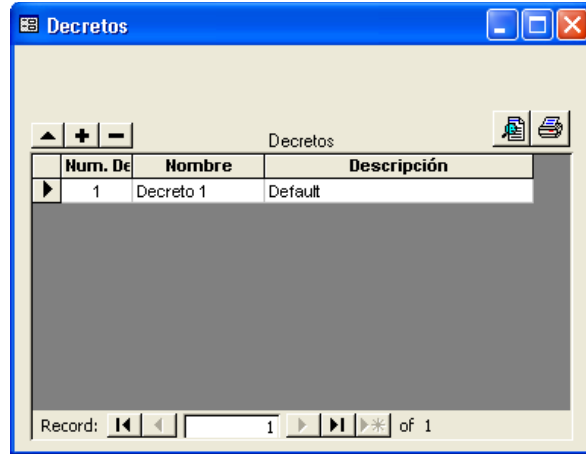 Decretos
Decretos
Num. De Nombre Descripción
1 Decreto 1 Default
Record: 1 of 1